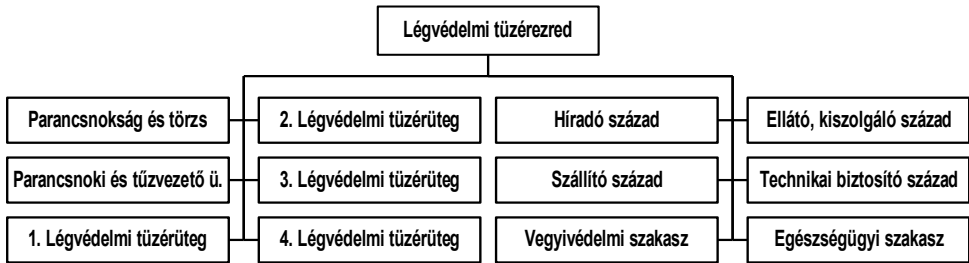 Légvédelmi tüzérezred
Parancsnokság és törzs
2. Légvédelmi tüzérüteg
Híradó század
Ellátó, kiszolgáló század
Parancsnoki és tűzvezető ü.
3. Légvédelmi tüzérüteg
Szállító század
Technikai biztosító század
1. Légvédelmi tüzérüteg
4. Légvédelmi tüzérüteg
Vegyivédelmi szakasz
Egészségügyi szakasz